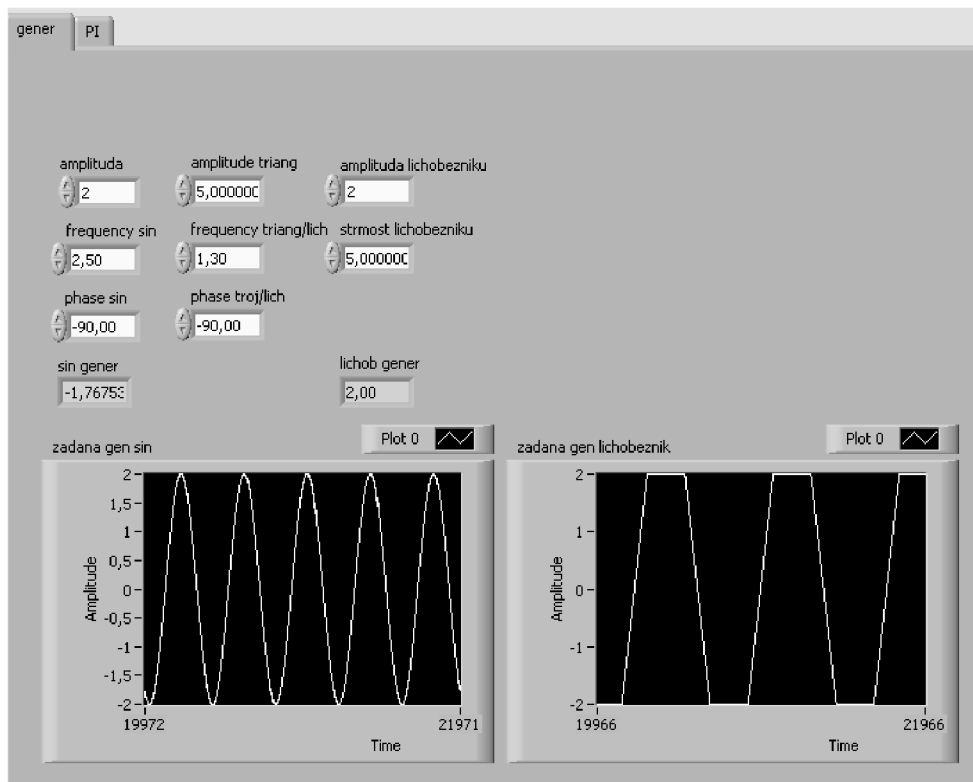 gener PI
amplituda amplitude triang amplituda lichobezniku
2 5,000000 2
frequency sin frequency triang/lich strmost lichobezniku
2,50 1,30 5,000000
phase sin phase troj/lich
-90,00 -90,00
sin gener lichob gener
-1,76753 2,00
zadana gen sin Plot 0 zadana gen lichobeznik Plot 0
2 2
1,5
1 1
0,5
0 0
-0,5
-1 -1
-1,5
-2 -2
Amplitude Amplitude
19972 21971 19966 21966
Time Time